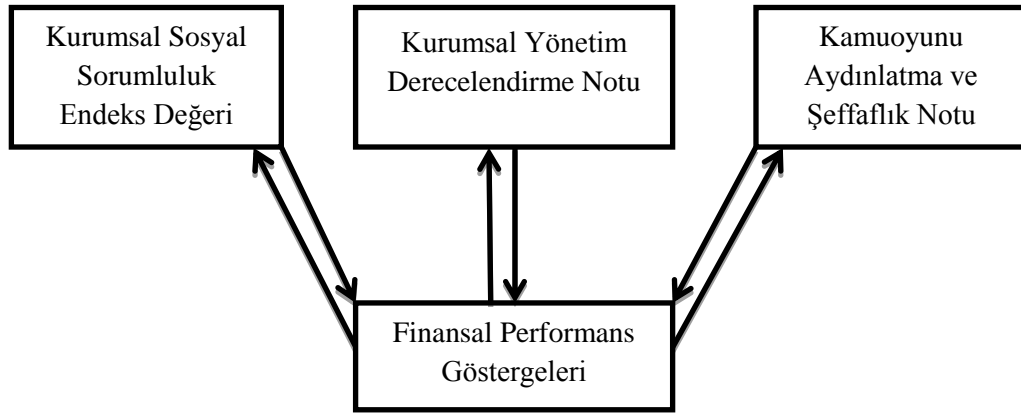 Kurumsal Sosyal
Sorumluluk
Endeks Değeri
Kurumsal Yönetim
Derecelendirme Notu
Kamuoyunu
Aydınlatma ve
Şeffaflık Notu
Finansal Performans
Göstergeleri